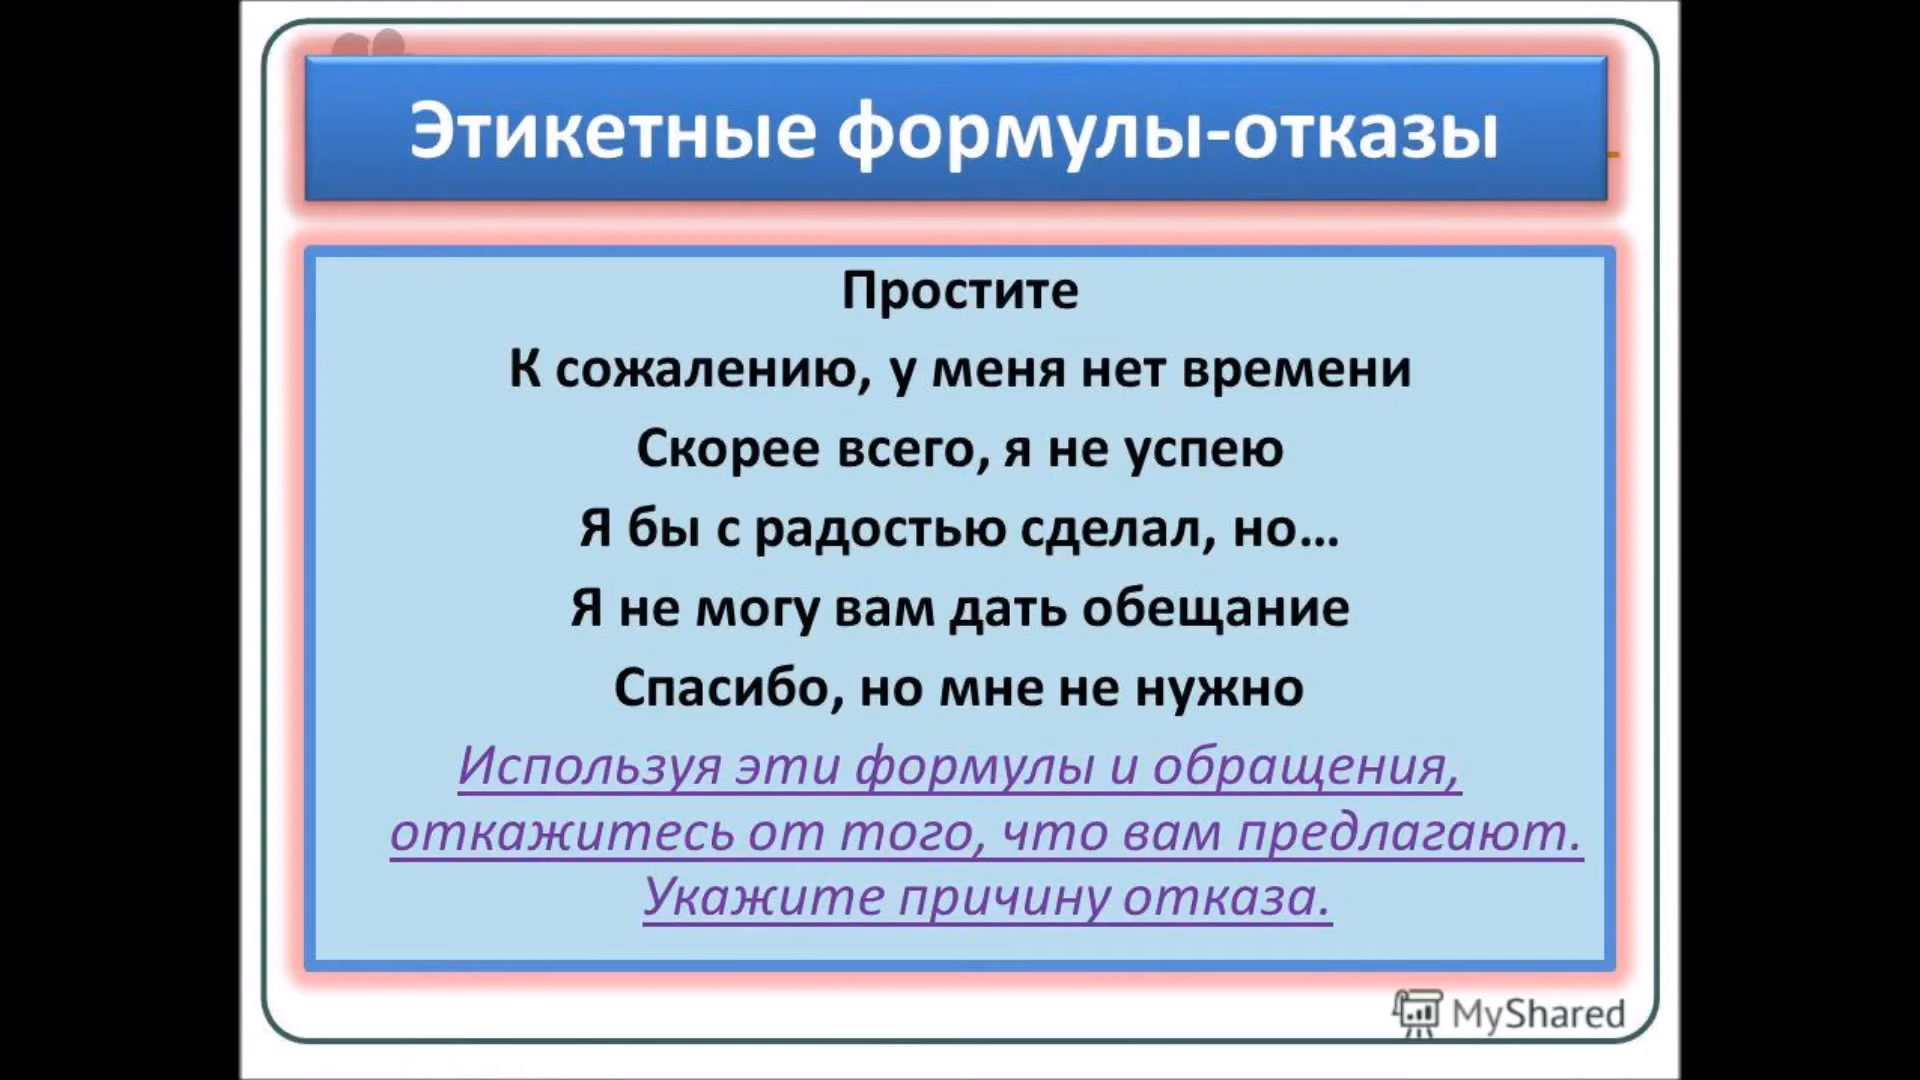 Этикетные формулы-отказы
Простите
К сожалению, у меня нет времени
Скорее всего, я не успею
Я бы с радостью сделал, но…
Я не могу вам дать обещание
Спасибо, но мне не нужно
Используя эти формулы и обращения,
откажитесь от того, что вам предлагают.
Укажите причину отказа.
MyShared